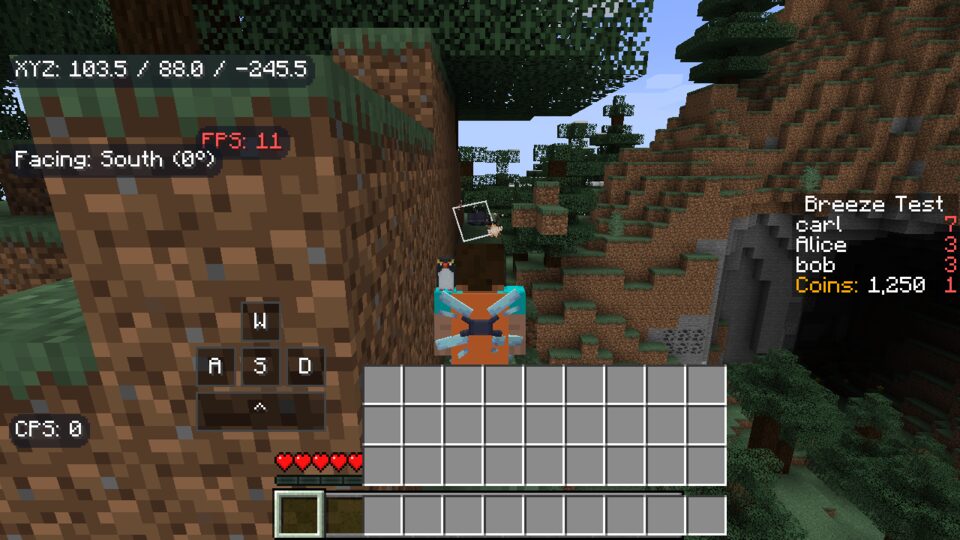 XYZ: 103.5 / 88.0 / -245.5
FPS: 11
Facing: South (0°)
Breeze Test
carl 7
Alice 3
bob 3
Coins: 1,250 1
W
A S D
^
CPS: 0